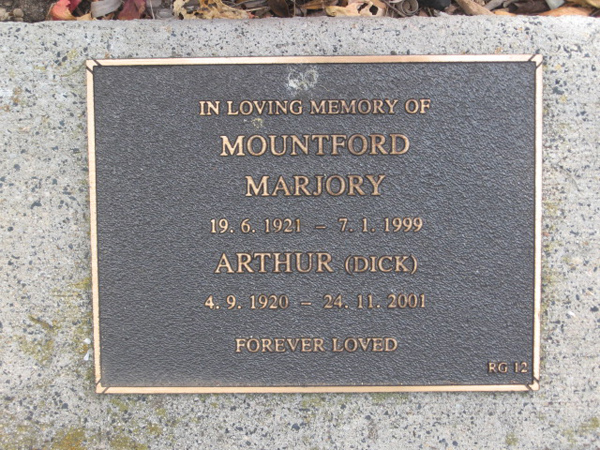 IN LOVING MEMORY OF
MOUNTFORD
MARJORY
19. 6. 1921 – 7. 1. 1999
ARTHUR (DICK)
4. 9. 1920 – 24. 11. 2001
FOREVER LOVED
RG 12